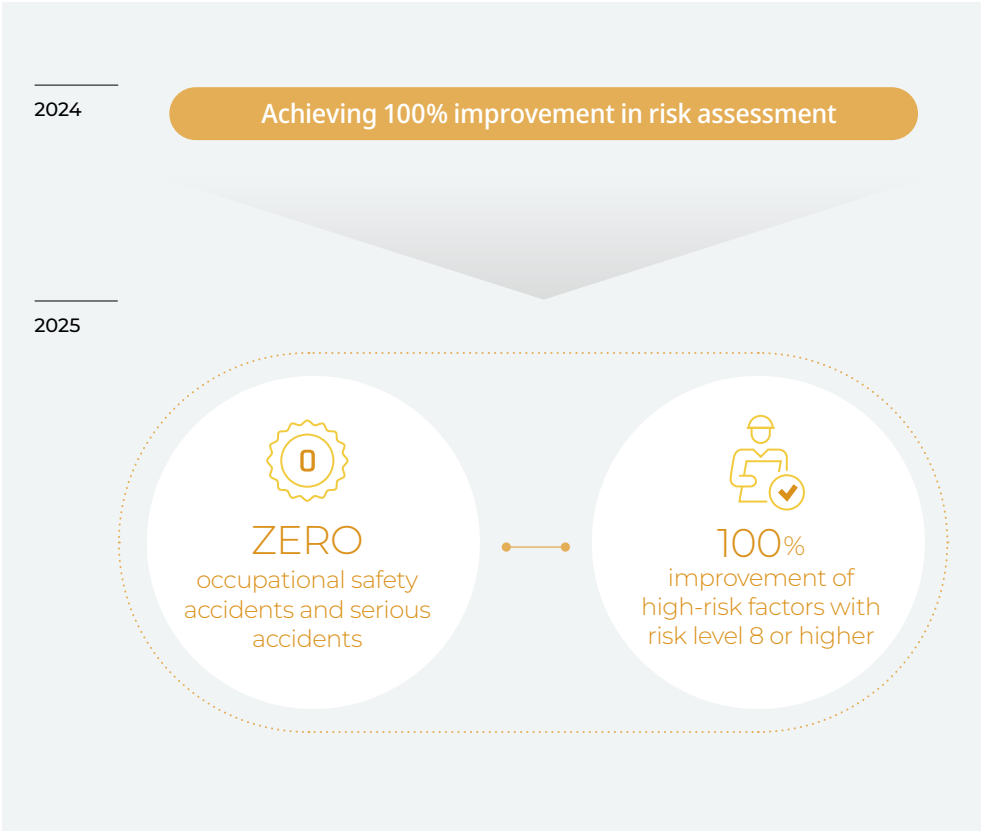 2024
Achieving 100% improvement in risk assessment
2025
0
ZERO
occupational safety
accidents and serious
accidents
100%
improvement of
high-risk factors with
risk level 8 or higher